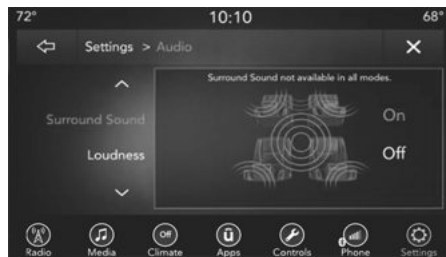 72° 10:10 68°
Settings > Audio
Surround Sound not available in all modes.
Surround Sound
On
Loudness
Off
Off
Radio Media Climate Apps Controls Phone Settings